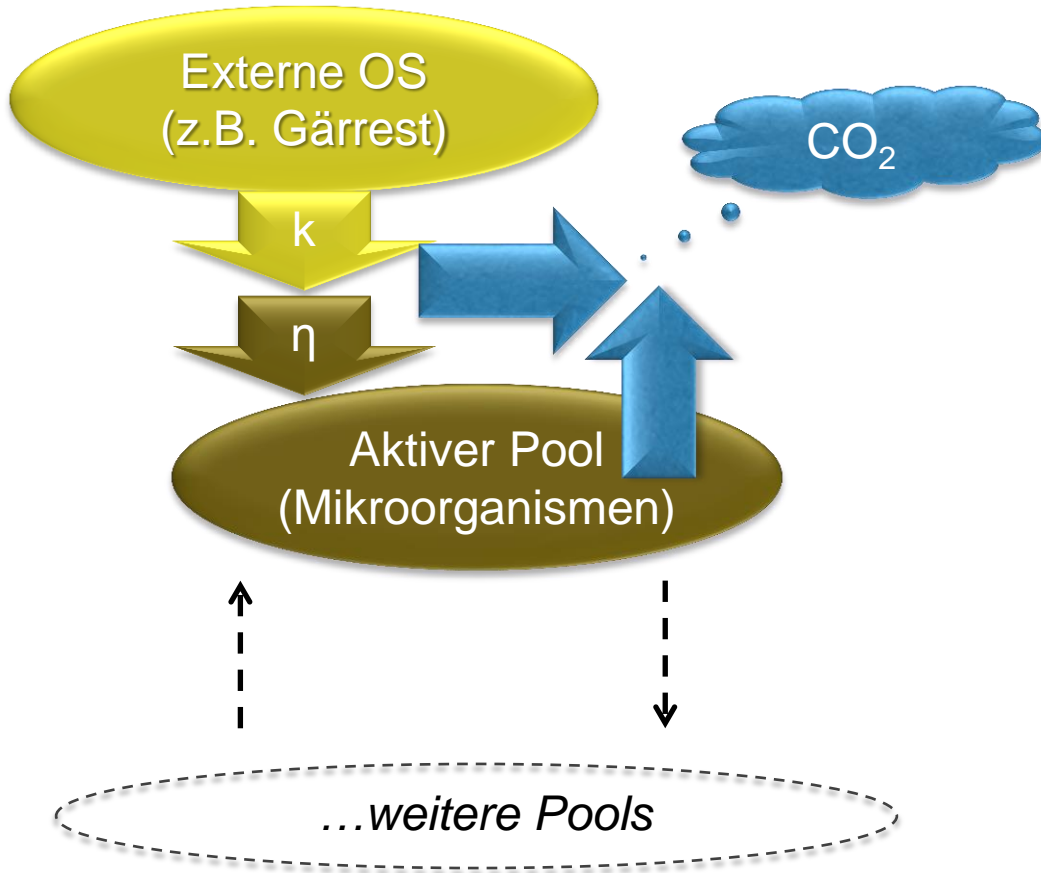 Externe OS
(z.B. Gärrest)
CO₂
k
η
Aktiver Pool
(Mikroorganismen)
…weitere Pools